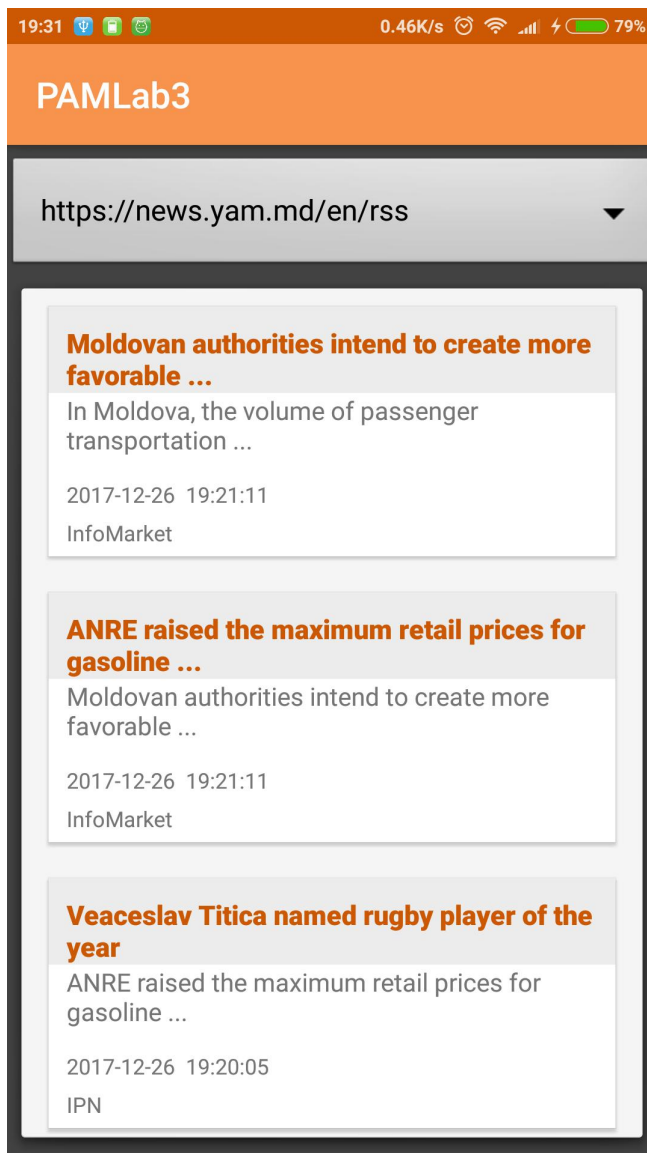 19:31 0.46K/s 79%
PAMLab3
https://news.yam.md/en/rss
Moldovan authorities intend to create more
favorable ...
In Moldova, the volume of passenger
transportation ...
2017-12-26 19:21:11
InfoMarket
ANRE raised the maximum retail prices for
gasoline ...
Moldovan authorities intend to create more
favorable ...
2017-12-26 19:21:11
InfoMarket
Veaceslav Titica named rugby player of the
year
ANRE raised the maximum retail prices for
gasoline ...
2017-12-26 19:20:05
IPN